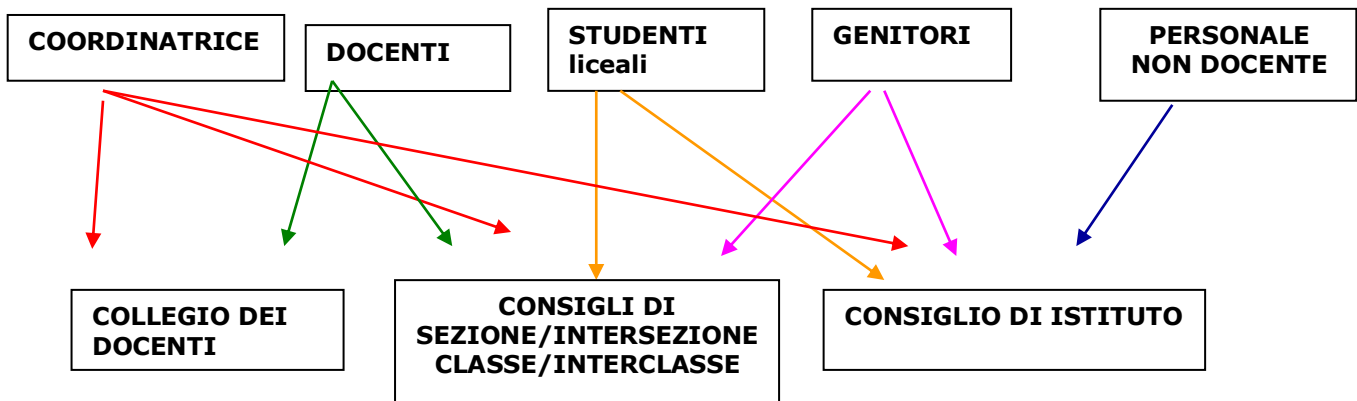 COORDINATRICE
DOCENTI
STUDENTI
liceali
GENITORI
PERSONALE
NON DOCENTE
COLLEGIO DEI
DOCENTI
CONSIGLI DI
SEZIONE/INTERSEZIONE
CLASSE/INTERCLASSE
CONSIGLIO DI ISTITUTO